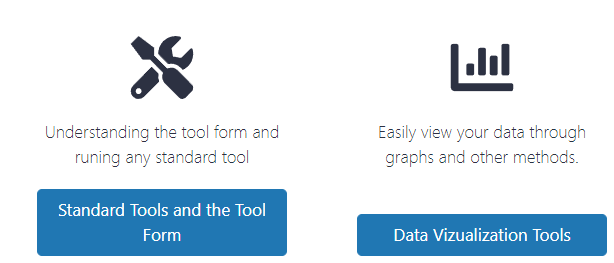 Understanding the tool form and
runing any standard tool
Standard Tools and the Tool
Form
Easily view your data through
graphs and other methods.
Data Vizualization Tools